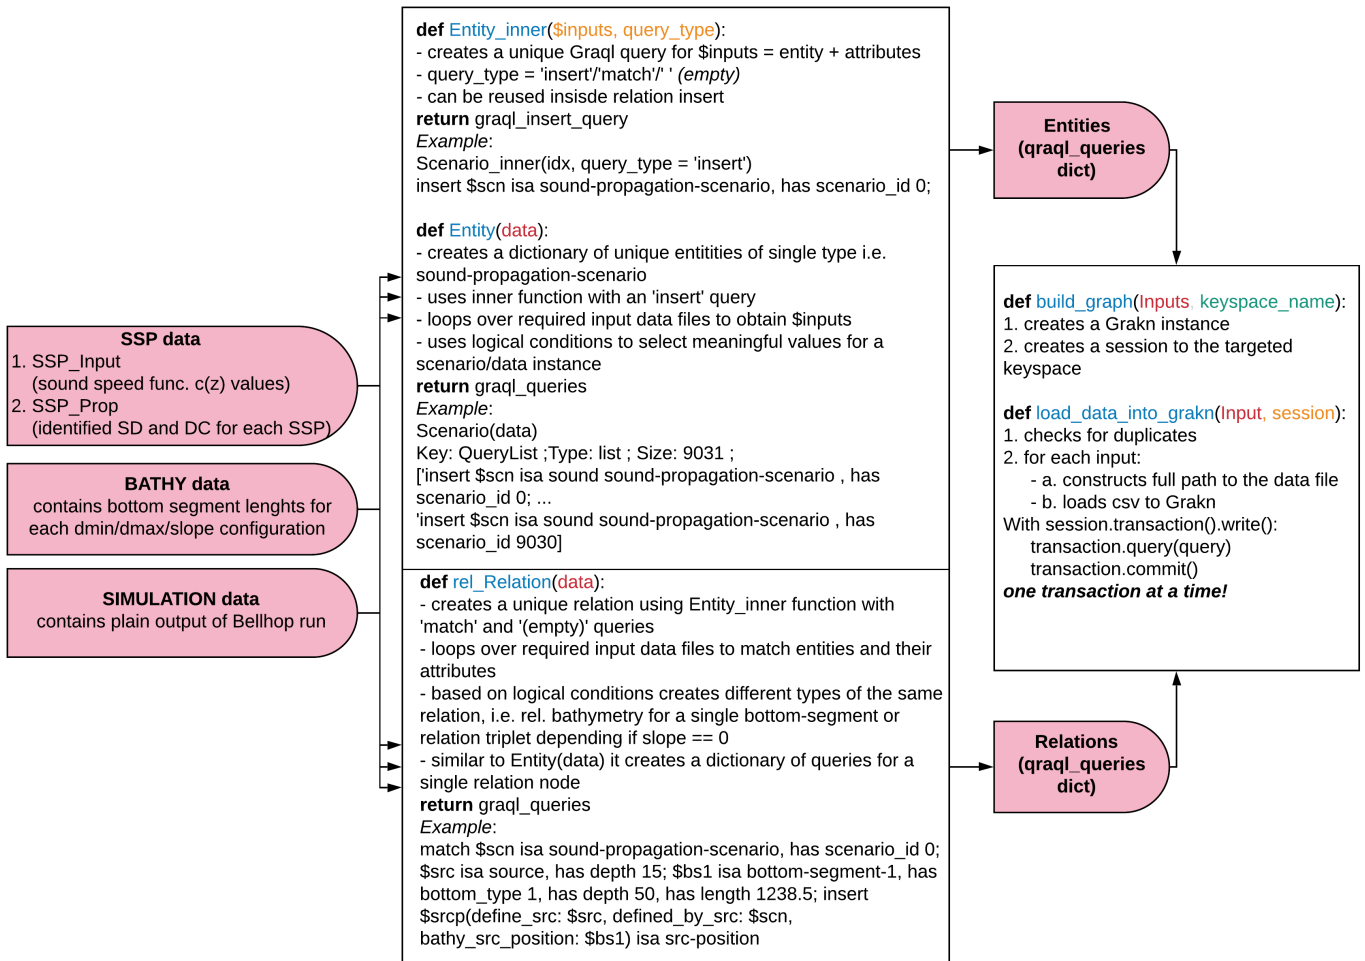 SSP data
1. SSP_Input
(sound speed func. c(z) values)
2. SSP_Prop
(identified SD and DC for each SSP)
BATHY data
contains bottom segment lenghts for
each dmin/dmax/slope configuration
SIMULATION data
contains plain output of Bellhop run
def Entity_inner($inputs, query_type):
- creates a unique Graql query for $inputs = entity + attributes
- query_type = 'insert'/'match'/' ' (empty)
- can be reused insisde relation insert
return graql_insert_query
Example:
Scenario_inner(idx, query_type = 'insert')
insert $scn isa sound-propagation-scenario, has scenario_id 0;
def Entity(data):
- creates a dictionary of unique entitities of single type i.e.
sound-propagation-scenario
- uses inner function with an 'insert' query
- loops over required input data files to obtain $inputs
- uses logical conditions to select meaningful values for a
scenario/data instance
return graql_queries
Example:
Scenario(data)
Key: QueryList ;Type: list ; Size: 9031 ;
['insert $scn isa sound sound-propagation-scenario , has
scenario_id 0; ...
'insert $scn isa sound sound-propagation-scenario , has
scenario_id 9030]
def rel_Relation(data):
- creates a unique relation using Entity_inner function with
'match' and '(empty)' queries
- loops over required input data files to match entities and their
attributes
- based on logical conditions creates different types of the same
relation, i.e. rel. bathymetry for a single bottom-segment or
relation triplet depending if slope == 0
- similar to Entity(data) it creates a dictionary of queries for a
single relation node
return graql_queries
Example:
match $scn isa sound-propagation-scenario, has scenario_id 0;
$src isa source, has depth 15; $bs1 isa bottom-segment-1, has
bottom_type 1, has depth 50, has length 1238.5; insert
$srcp(define_src: $src, defined_by_src: $scn,
bathy_src_position: $bs1) isa src-position
Entities
(qraql_queries
dict)
def build_graph(Inputs, keyspace_name):
1. creates a Grakn instance
2. creates a session to the targeted
keyspace
def load_data_into_grakn(Input, session):
1. checks for duplicates
2. for each input:
- a. constructs full path to the data file
- b. loads csv to Grakn
With session.transaction().write():
transaction.query(query)
transaction.commit()
one transaction at a time!
Relations
(qraql_queries
dict)